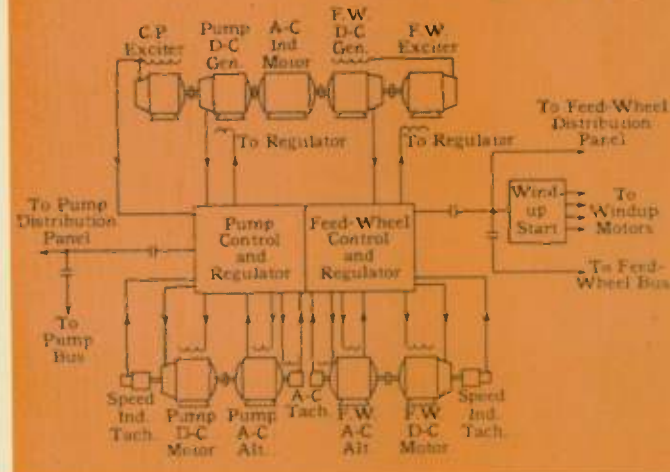 C.P.
Exciter
Pump
D-C
Gen.
A-C
Ind
Motor
F.W
D-C
Gen.
F.W Exciter
To Regulator
To Regulator
To Feed-Wheel
Distribution
Panel
To Pump
Distribution
Panel
Pump
Control
and
Regulator
Feed-Wheel
Control
and
Regulator
Wind-
up
Start
To
Windup
Motors
To Feed-
Wheel Bus
To
Pump
Bus
Speed
Ind.
Tach.
Pump
D-C
Motor
Pump
A-C
Alt.
A-C
Tach.
F.W.
A-C
Alt
F.W.
D-C
Motor
Speed
Ind.
Tach.